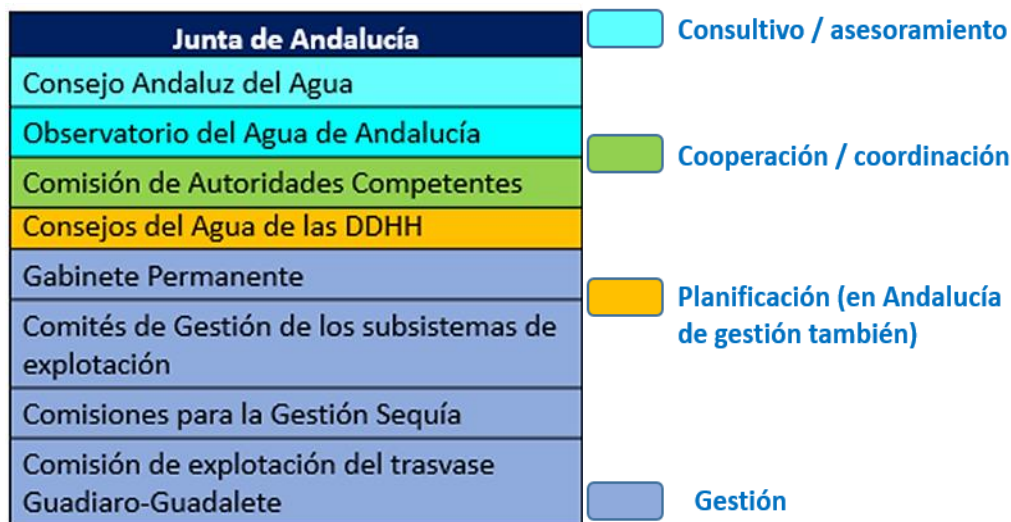 Junta de Andalucía
Consejo Andaluz del Agua
Observatorio del Agua de Andalucía
Comisión de Autoridades Competentes
Consejos del Agua de las DDHH
Gabinete Permanente
Comités de Gestión de los subsistemas de
explotación
Comisiones para la Gestión Sequía
Comisión de explotación del trasvase
Guadiaro-Guadalete
Consultivo / asesoramiento
Cooperación / coordinación
Planificación (en Andalucía
de gestión también)
Gestión